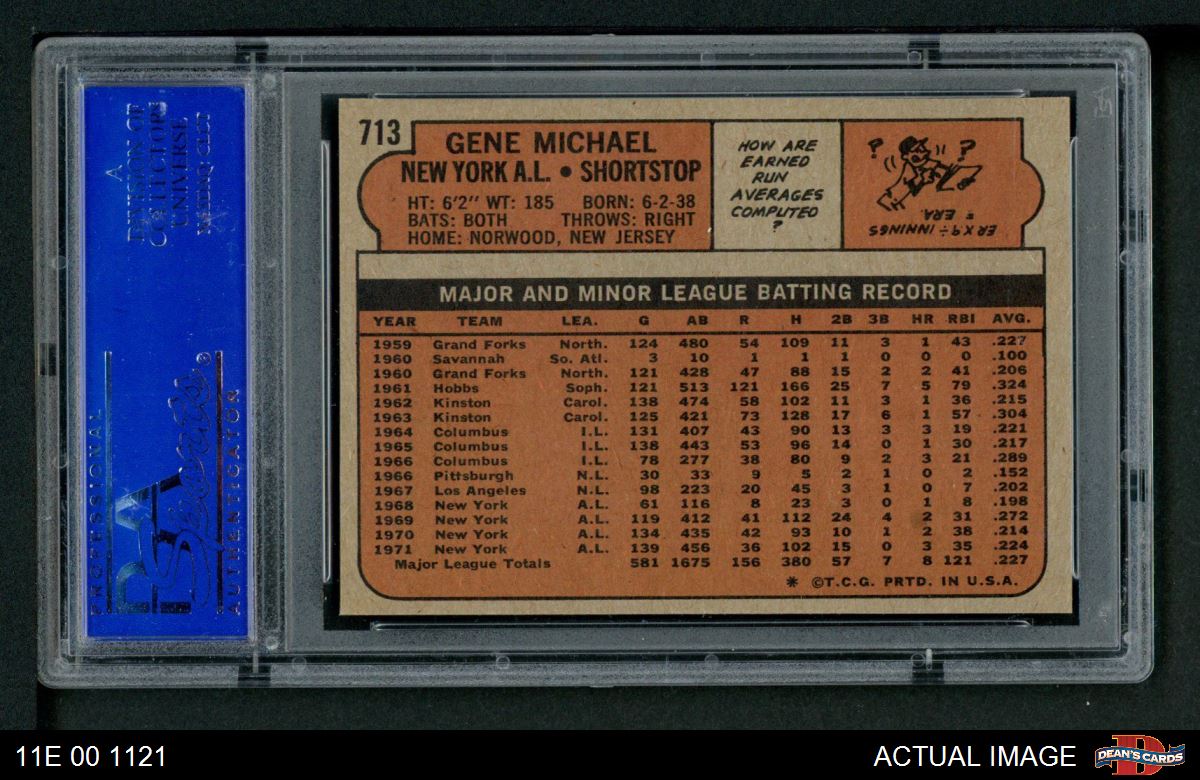 A
DIVISION OF
COLLECTORS
UNIVERSE
NASDAQ: CLCT
PROFESSIONAL
PSA
Sports®
AUTHENTICATOR
713
GENE MICHAEL
NEW YORK A.L. • SHORTSTOP
HT: 6'2" WT: 185 BORN: 6-2-38
BATS: BOTH THROWS: RIGHT
HOME: NORWOOD, NEW JERSEY
HOW ARE
EARNED
RUN
AVERAGES
COMPUTED
?
? ?
ER X 9 ÷ INNINGS
= ERA.
MAJOR AND MINOR LEAGUE BATTING RECORD
YEAR TEAM LEA. G AB R H 2B 3B HR RBI AVG.
1959 Grand Forks North. 124 480 54 109 11 3 1 43 .227
1960 Savannah So. Atl. 3 10 1 1 1 0 0 0 .100
1960 Grand Forks North. 121 428 47 88 15 2 2 41 .206
1961 Hobbs Soph. 121 513 121 166 25 7 5 79 .324
1962 Kinston Carol. 138 474 58 102 11 3 1 36 .215
1963 Kinston Carol. 125 421 73 128 17 6 1 57 .304
1964 Columbus I.L. 131 407 43 90 13 3 3 19 .221
1965 Columbus I.L. 138 443 53 96 14 0 1 30 .217
1966 Columbus I.L. 78 277 38 80 9 2 3 21 .289
1966 Pittsburgh N.L. 30 33 9 5 2 1 0 2 .152
1967 Los Angeles N.L. 98 223 20 45 3 1 0 7 .202
1968 New York A.L. 61 116 8 23 3 0 1 8 .198
1969 New York A.L. 119 412 41 112 24 4 2 31 .272
1970 New York A.L. 134 435 42 93 10 1 2 38 .214
1971 New York A.L. 139 456 36 102 15 0 3 35 .224
Major League Totals 581 1675 156 380 57 7 8 121 .227
* ©T.C.G. PRTD. IN U.S.A.
11E 00 1121
ACTUAL IMAGE
D
DEAN'S CARDS